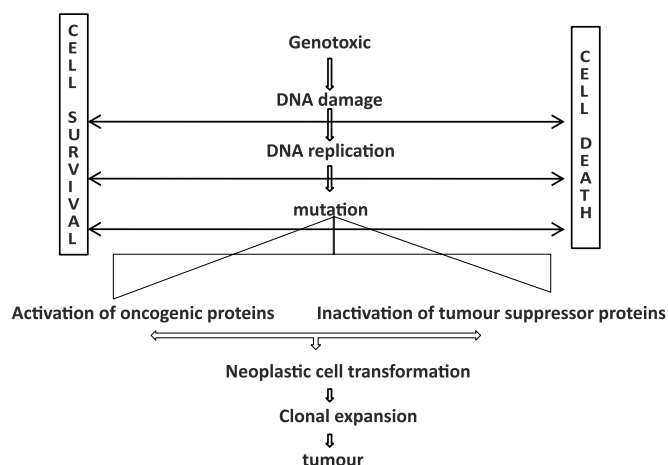 CELL SURVIVAL
Genotoxic
DNA damage
DNA replication
mutation
CELL DEATH
Activation of oncogenic proteins
Inactivation of tumour suppressor proteins
Neoplastic cell transformation
Clonal expansion
tumour